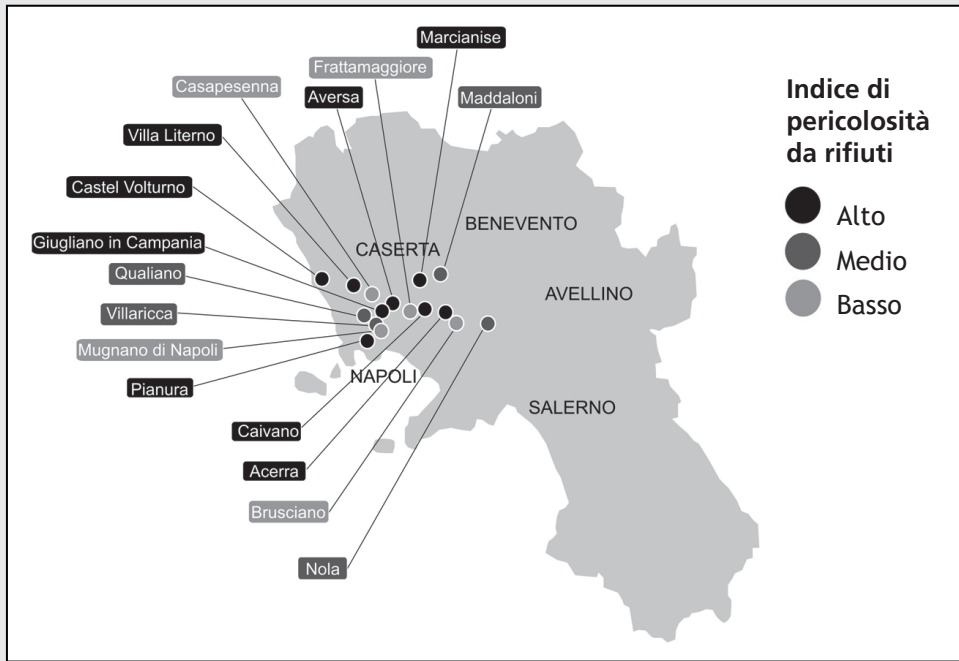 Marcianise
Frattamaggiore
Casapesenna
Aversa
Maddaloni
Villa Literno
Castel Volturno
Giugliano in Campania
Qualiano
Villaricca
Mugnano di Napoli
Pianura
Caivano
Acerra
Brusciano
Nola
BENEVENTO
CASERTA
AVELLINO
NAPOLI
SALERNO
Indice di
pericolosità
da rifiuti
Alto
Medio
Basso